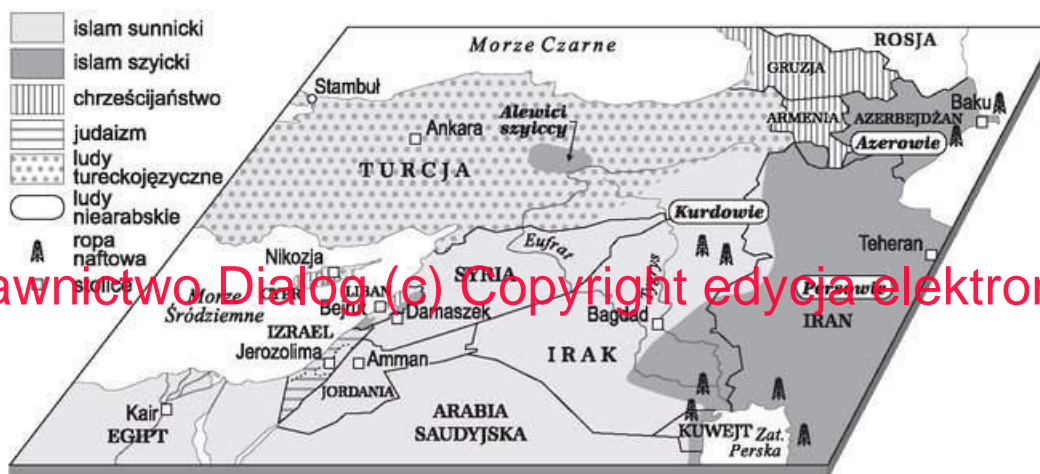 islam sunnicki
islam szyicki
chrześcijaństwo
judaizm
ludy
tureckojęzyczne
ludy
niearabskie
ropa
naftowa
stolice
Morze Czarne
ROSJA
GRUZJA
Stambuł
Ankara
Alewici
szyiccy
ARMENIA
AZERBEJDŻAN
Baku
Azerowie
TURCJA
Kurdowie
Eufrat
Teheran
Nikozja
SYRIA
CYPR
LIBAN
Morze
Śródziemne
Bejrut
Damaszek
Bagdad
Persowie
IRAN
IZRAEL
Jerozolima
Amman
IRAK
JORDANIA
Kair
EGIPT
ARABIA
SAUDYJSKA
KUWEJT
Zat.
Perska
awnictwo Dialog (c) Copyright edycja elektron